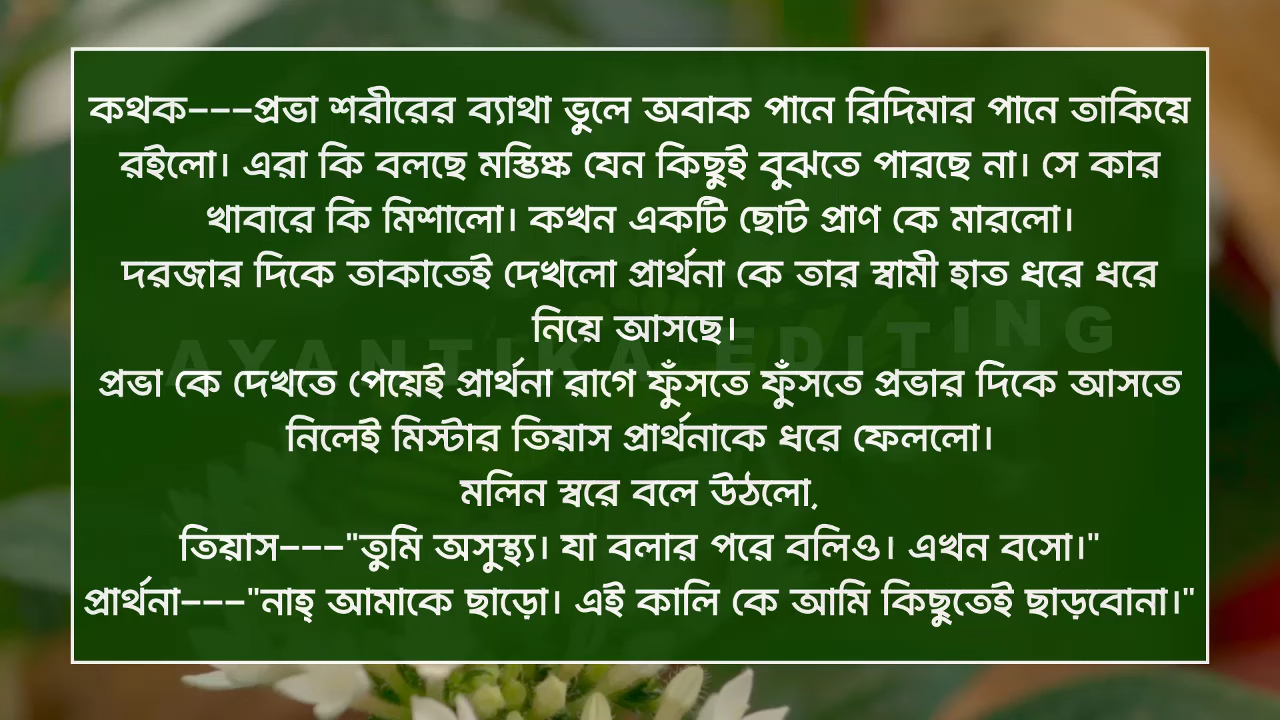 কথক---প্রভা শরীরের ব্যাথা ভুলে অবাক পানে রিদিমার পানে তাকিয়ে
রইলো। এরা কি বলছে মস্তিষ্ক যেন কিছুই বুঝতে পারছে না। সে কার
খাবারে কি মিশালো। কখন একটি ছোট প্রাণ কে মারলো।
দরজার দিকে তাকাতেই দেখলো প্রার্থনা কে তার স্বামী হাত ধরে ধরে
নিয়ে আসছে।
AYANTIKA EDITING
প্রভা কে দেখতে পেয়েই প্রার্থনা রাগে ফুঁসতে ফুঁসতে প্রভার দিকে আসতে
নিলেই মিস্টার তিয়াস প্রার্থনাকে ধরে ফেললো।
মলিন স্বরে বলে উঠলো,
তিয়াস---"তুমি অসুস্থ্য। যা বলার পরে বলিও। এখন বসো।"
প্রার্থনা---"নাহ্ আমাকে ছাড়ো। এই কালি কে আমি কিছুতেই ছাড়বোনা।"